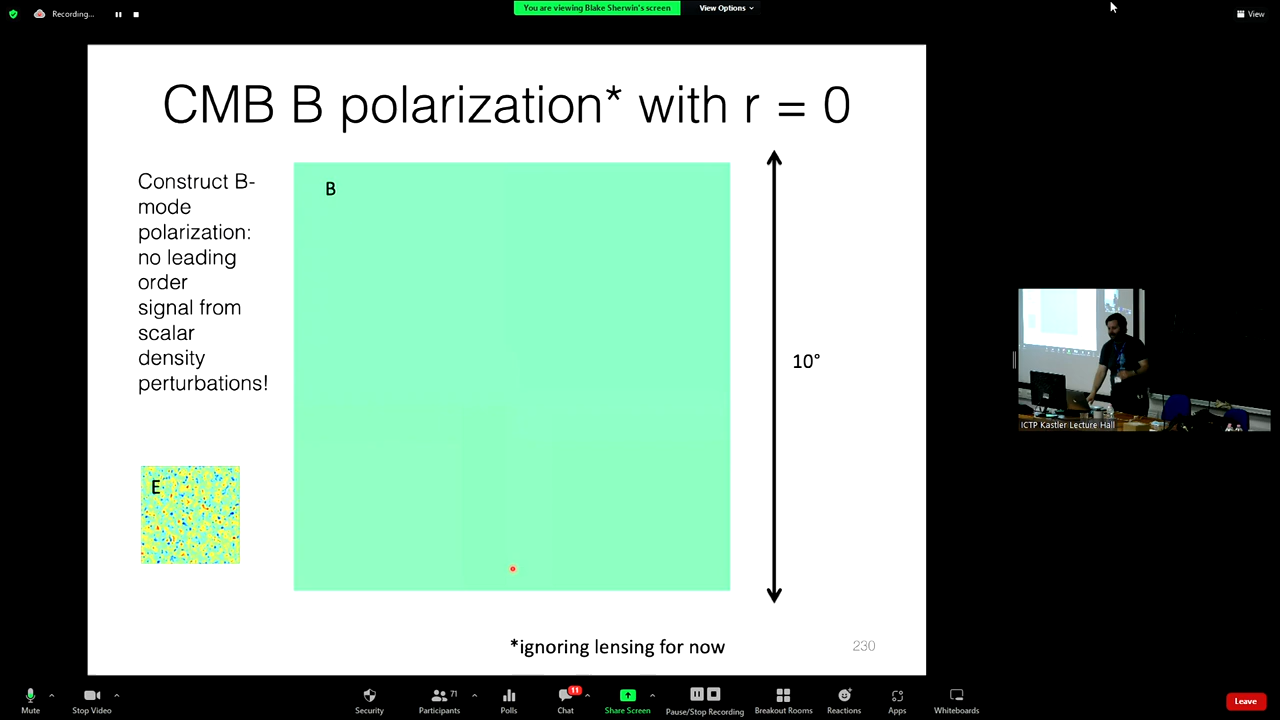 Recording...
You are viewing Blake Sherwin's screen
View Options
View
CMB B polarization* with r = 0
Construct B-
mode
polarization:
no leading
order
signal from
scalar
density
perturbations!
B
10°
E
*ignoring lensing for now
230
ICTP Kastler Lecture Hall
Mute
Stop Video
Security
71
Participants
Polls
11
Chat
Share Screen
Pause/Stop Recording
Breakout Rooms
Reactions
Apps
Whiteboards
Leave